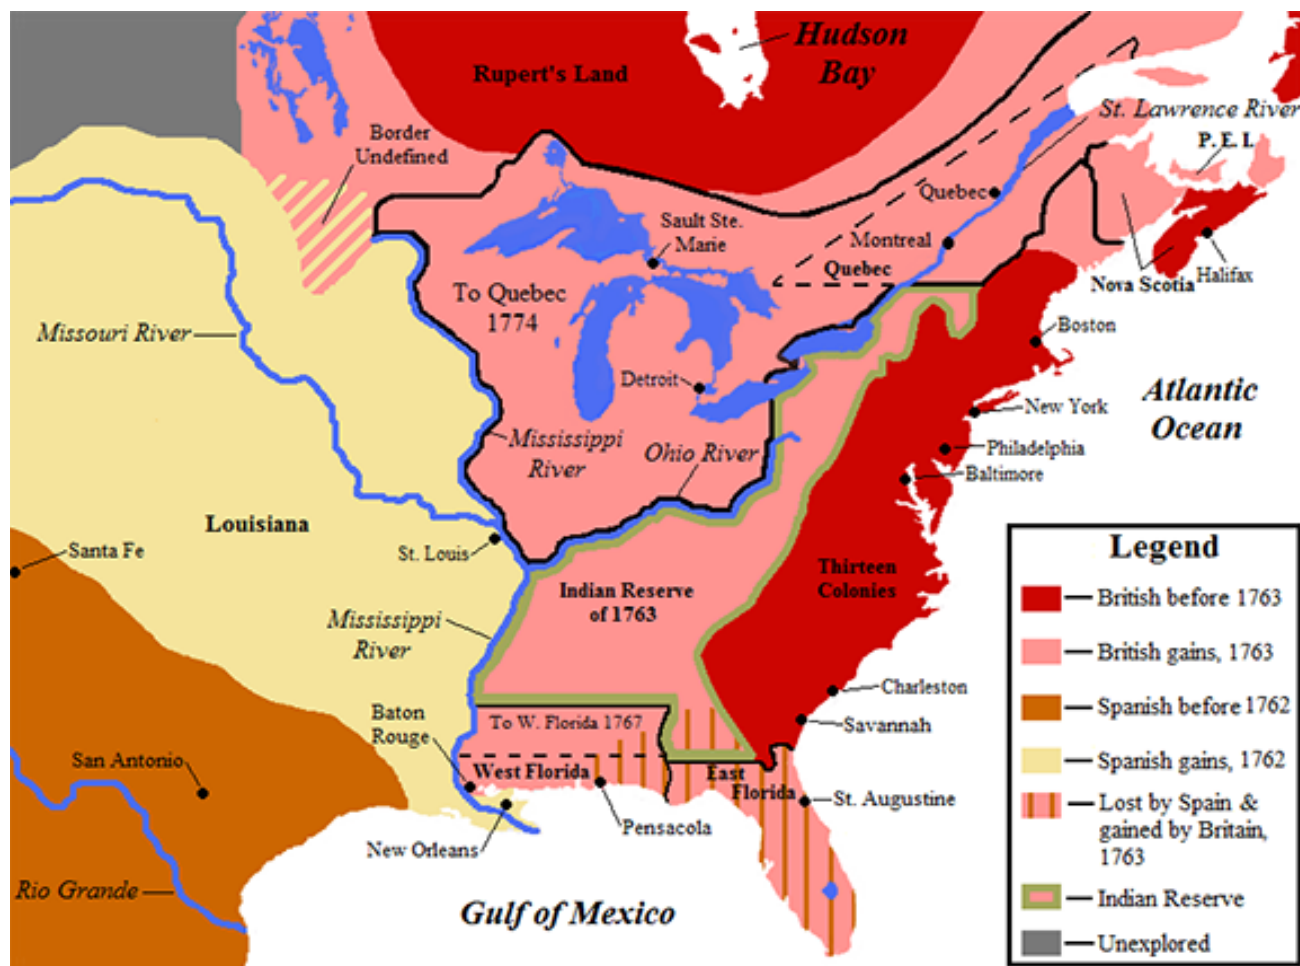 Hudson
Bay
Rupert's Land
St. Lawrence River
Border
Undefined
P. E. I.
Quebec
Sault Ste.
Marie
Montreal
Quebec
Halifax
Nova Scotia
To Quebec
1774
Missouri River
Boston
Detroit
Atlantic
Ocean
New York
Mississippi
River
Ohio River
Philadelphia
Baltimore
Louisiana
St. Louis
Santa Fe
Thirteen
Colonies
Indian Reserve
of 1763
Mississippi
River
Charleston
Savannah
Baton
Rouge
To W. Florida 1767
San Antonio
West Florida
East
Florida
St. Augustine
Pensacola
New Orleans
Rio Grande
Gulf of Mexico
Legend
British before 1763
British gains, 1763
Spanish before 1762
Spanish gains, 1762
Lost by Spain &
gained by Britain,
1763
Indian Reserve
Unexplored